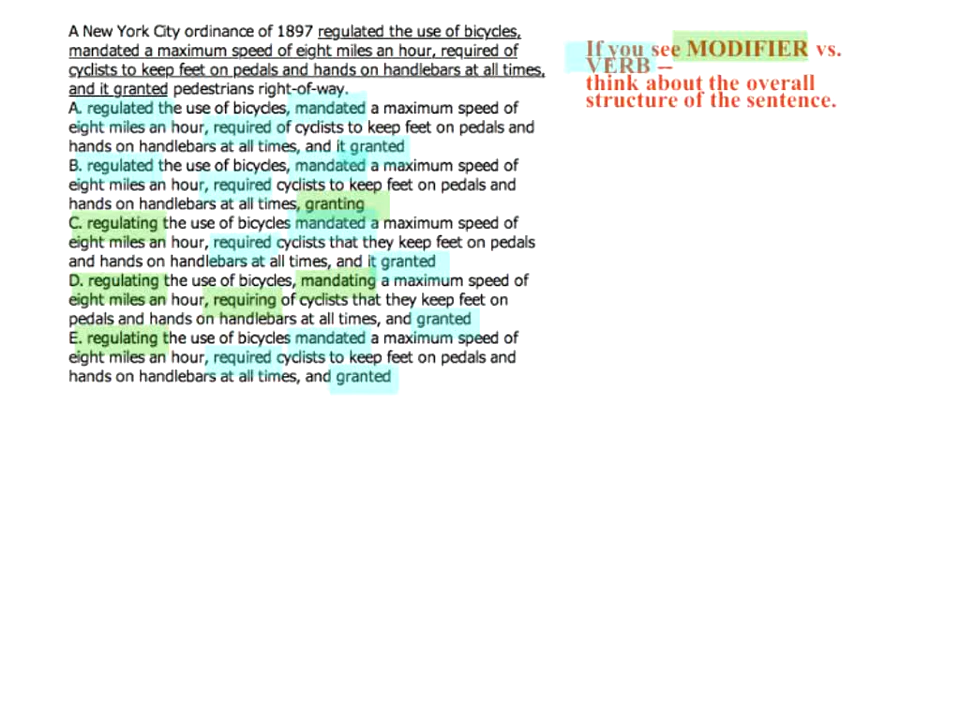 A New York City ordinance of 1897 regulated the use of bicycles,
mandated a maximum speed of eight miles an hour, required of
cyclists to keep feet on pedals and hands on handlebars at all times,
and it granted pedestrians right-of-way.
A. regulated the use of bicycles, mandated a maximum speed of
eight miles an hour, required of cyclists to keep feet on pedals and
hands on handlebars at all times, and it granted
B. regulated the use of bicycles, mandated a maximum speed of
eight miles an hour, required cyclists to keep feet on pedals and
hands on handlebars at all times, granting
C. regulating the use of bicycles mandated a maximum speed of
eight miles an hour, required cyclists that they keep feet on pedals
and hands on handlebars at all times, and it granted
D. regulating the use of bicycles, mandating a maximum speed of
eight miles an hour, requiring of cyclists that they keep feet on
pedals and hands on handlebars at all times, and granted
E. regulating the use of bicycles mandated a maximum speed of
eight miles an hour, required cyclists to keep feet on pedals and
hands on handlebars at all times, and granted
If you see MODIFIER vs.
VERB –
think about the overall
structure of the sentence.